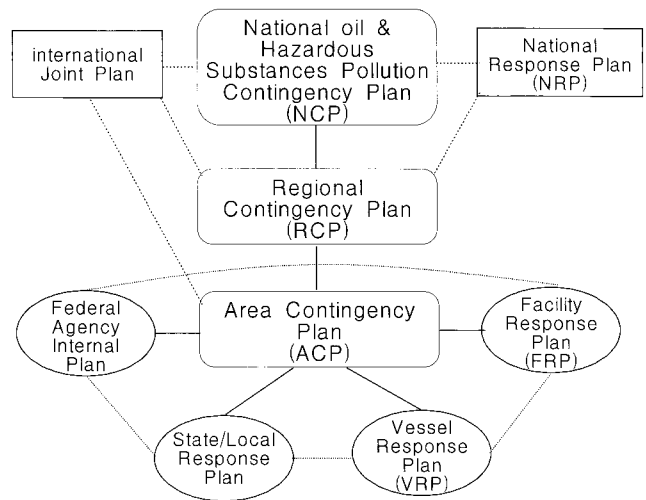 National oil &
Hazardous
Substances Pollution
Contingency Plan
(NCP)
international
Joint Plan
National
Response Plan
(NRP)
Regional
Contingency Plan
(RCP)
Federal
Agency
Internal
Plan
Area Contingency
Plan
(ACP)
Facility
Response
Plan
(FRP)
State/Local
Response
Plan
Vessel
Response
Plan
(VRP)